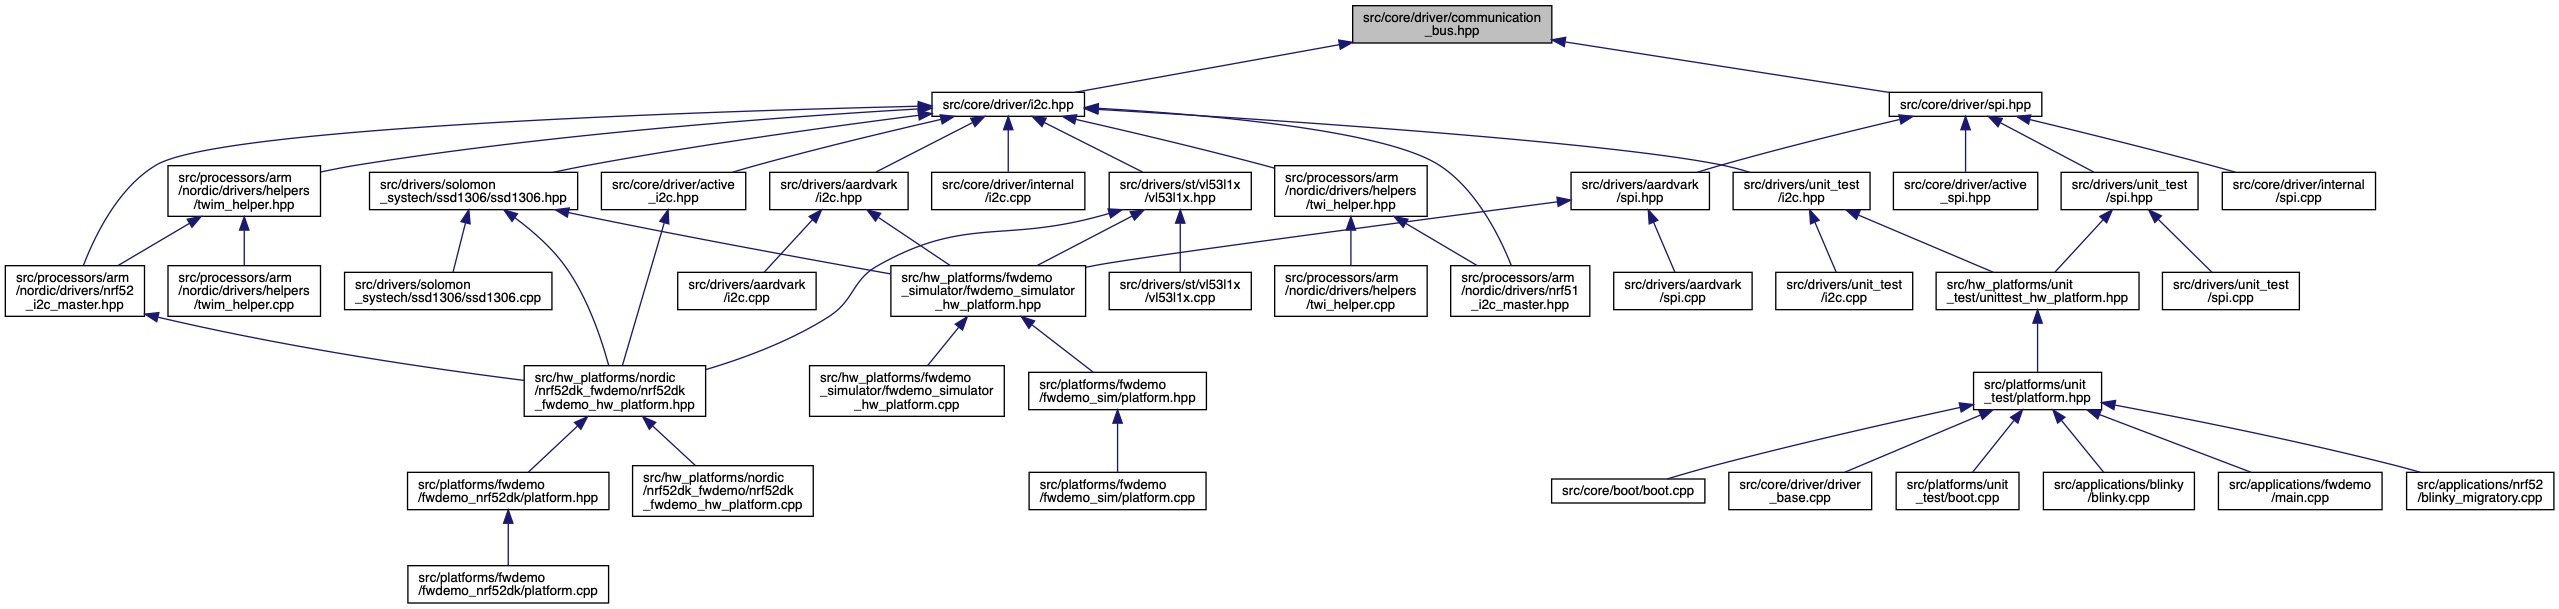 src/core/driver/communication
_bus.hpp
src/core/driver/i2c.hpp
src/core/driver/spi.hpp
src/processors/arm
/nordic/drivers/helpers
/twim_helper.hpp
src/drivers/solomon
_systech/ssd1306/ssd1306.hpp
src/core/driver/active
_i2c.hpp
src/drivers/aardvark
/i2c.hpp
src/core/driver/internal
/i2c.cpp
src/drivers/st/vl53l1x
/vl53l1x.hpp
src/processors/arm
/nordic/drivers/helpers
/twi_helper.hpp
src/drivers/aardvark
/spi.hpp
src/drivers/unit_test
/i2c.hpp
src/core/driver/active
_spi.hpp
src/drivers/unit_test
/spi.hpp
src/core/driver/internal
/spi.cpp
src/processors/arm
/nordic/drivers/nrf52
_i2c_master.hpp
src/processors/arm
/nordic/drivers/helpers
/twim_helper.cpp
src/drivers/solomon
_systech/ssd1306/ssd1306.cpp
src/drivers/aardvark
/i2c.cpp
src/hw_platforms/fwdemo
_simulator/fwdemo_simulator
_hw_platform.hpp
src/drivers/st/vl53l1x
/vl53l1x.cpp
src/processors/arm
/nordic/drivers/helpers
/twi_helper.cpp
src/processors/arm
/nordic/drivers/nrf51
_i2c_master.hpp
src/drivers/aardvark
/spi.cpp
src/drivers/unit_test
/i2c.cpp
src/hw_platforms/unit
_test/unittest_hw_platform.hpp
src/drivers/unit_test
/spi.cpp
src/hw_platforms/nordic
/nrf52dk_fwdemo/nrf52dk
_fwdemo_hw_platform.hpp
src/hw_platforms/fwdemo
_simulator/fwdemo_simulator
_hw_platform.cpp
src/platforms/fwdemo
/fwdemo_sim/platform.hpp
src/platforms/unit
_test/platform.hpp
src/platforms/fwdemo
/fwdemo_nrf52dk/platform.hpp
src/hw_platforms/nordic
/nrf52dk_fwdemo/nrf52dk
_fwdemo_hw_platform.cpp
src/platforms/fwdemo
/fwdemo_sim/platform.cpp
src/core/boot/boot.cpp
src/core/driver/driver
_base.cpp
src/platforms/unit
_test/boot.cpp
src/applications/blinky
/blinky.cpp
src/applications/fwdemo
/main.cpp
src/applications/nrf52
/blinky_migratory.cpp
src/platforms/fwdemo
/fwdemo_nrf52dk/platform.cpp